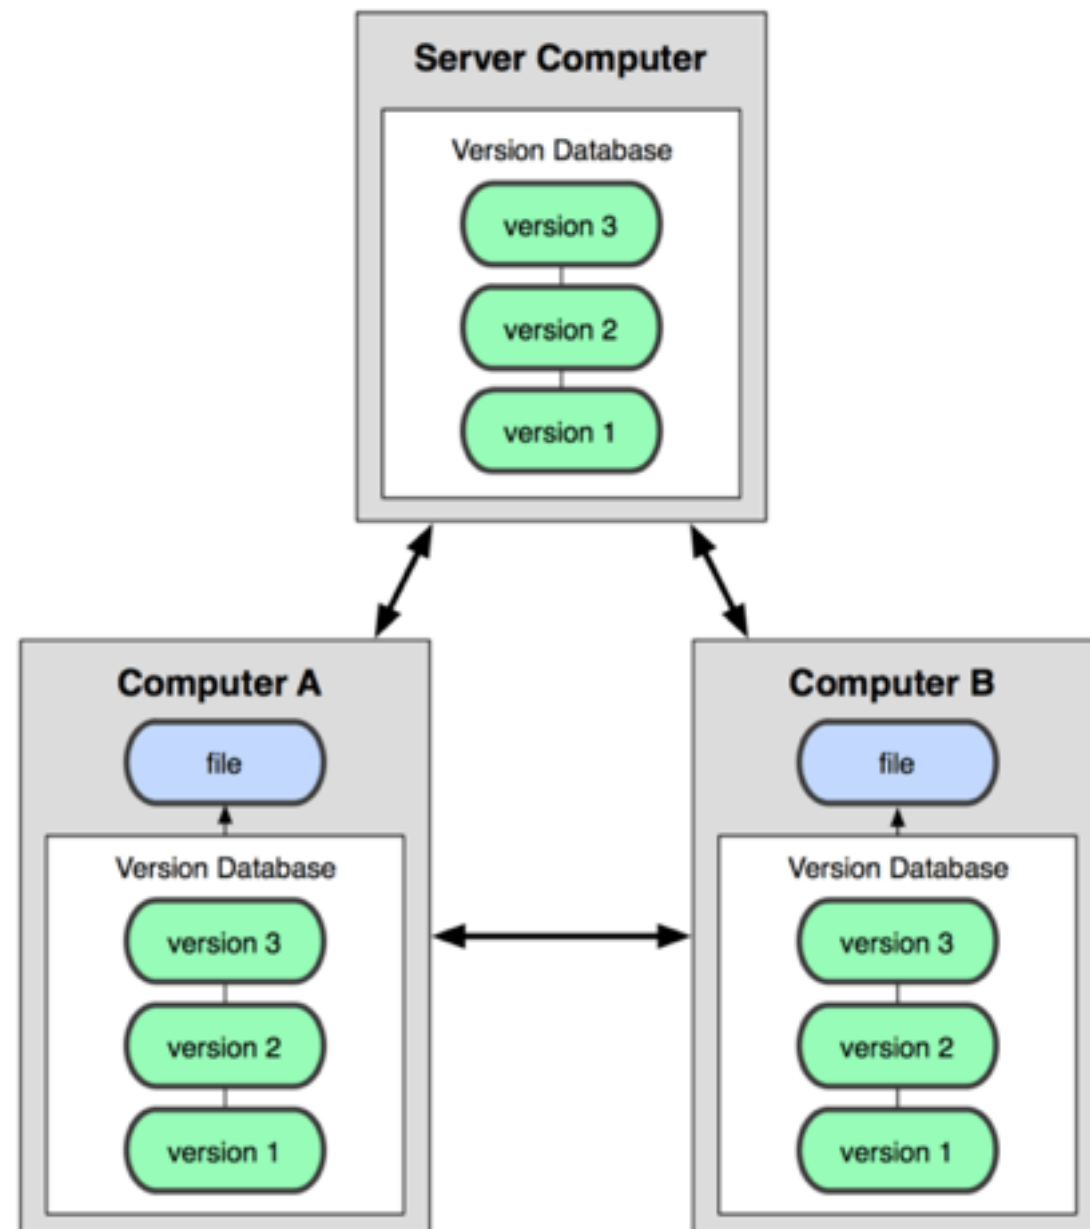 Server Computer
Version Database
version 3
version 2
version 1
Computer A
file
Version Database
version 3
version 2
version 1
Computer B
file
Version Database
version 3
version 2
version 1